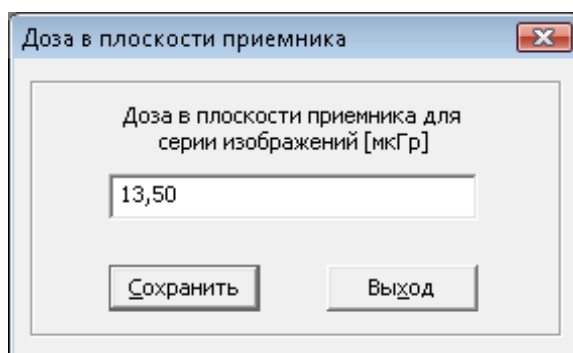 Доза в плоскости приемника
Доза в плоскости приемника для
серии изображений [мкГр]
13,50
Сохранить
Выход